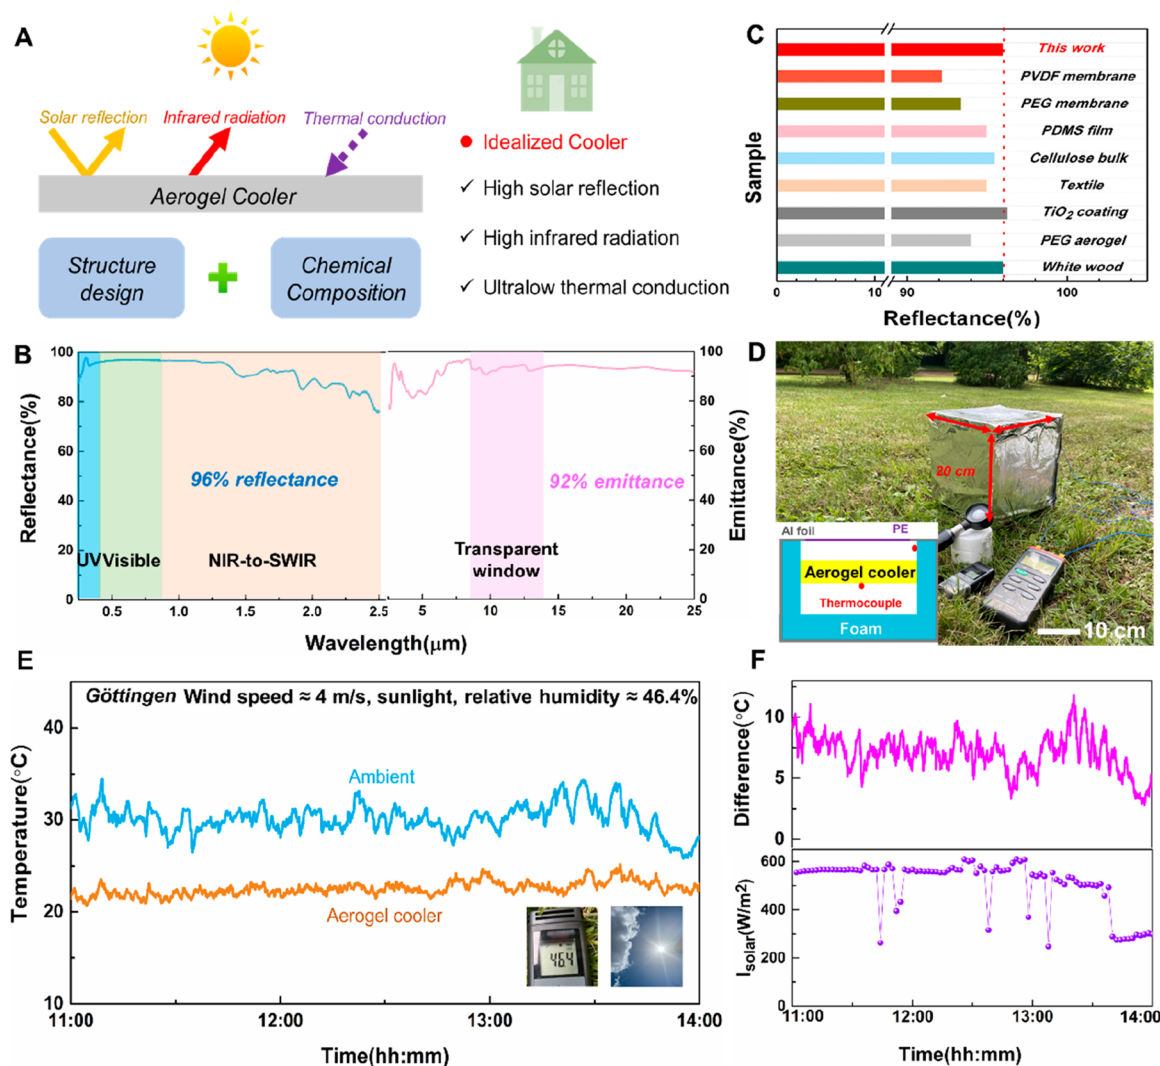 A
Solar reflection
Infrared radiation
Thermal conduction
Aerogel Cooler
Structure
design
Chemical
Composition
Idealized Cooler
✓ High solar reflection
✓ High infrared radiation
✓ Ultralow thermal conduction
C
Sample
This work
PVDF membrane
PEG membrane
PDMS film
Cellulose bulk
Textile
TiO2 coating
PEG aerogel
White wood
0 10 90 100
Reflectance(%)
B
Reflectance(%)
100
80
60
40
20
0
96% reflectance
UV Visible
NIR-to-SWIR
0.5 1.0 1.5 2.0 2.5
92% emittance
Transparent
window
5 10 15 20 25
100
80
60
40
20
0
Emittance(%)
Wavelength(μm)
D
20 cm
Al foil
PE
Aerogel cooler
Thermocouple
Foam
10 cm
E
Göttingen Wind speed ≈ 4 m/s, sunlight, relative humidity ≈ 46.4%
Temperature(°C)
40
30
20
10
Ambient
Aerogel cooler
46.4
11:00 12:00 13:00 14:00
Time(hh:mm)
F
Difference(°C)
10
5
0
Isolar(W/m2)
600
400
200
0
11:00 12:00 13:00 14:00
Time(hh:mm)